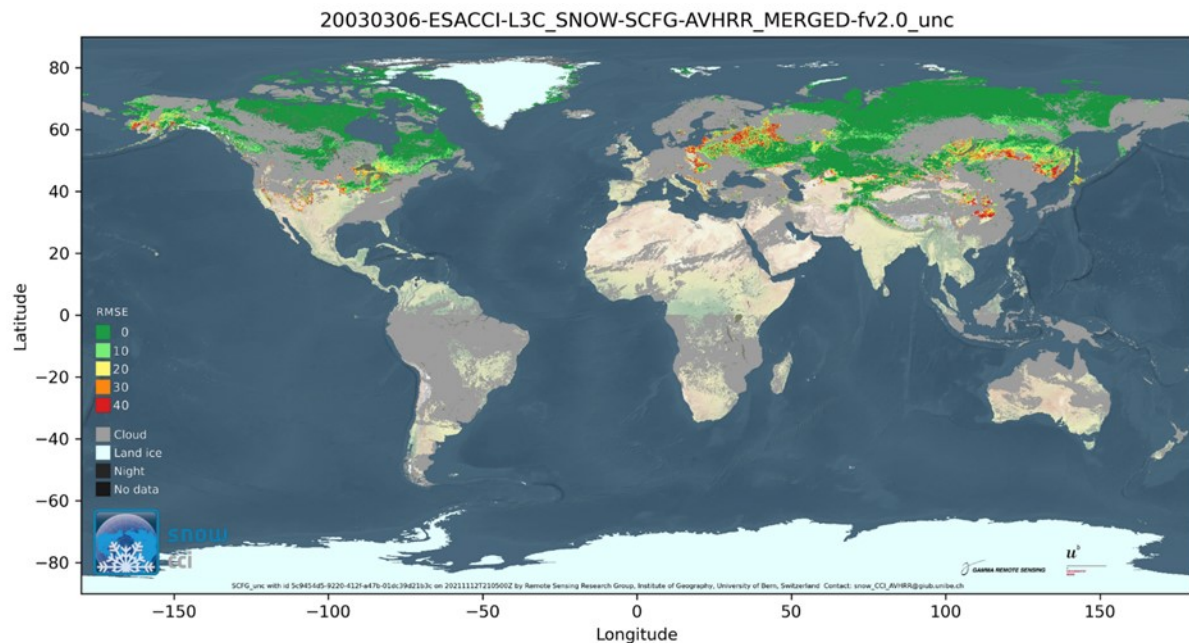 20030306-ESACCI-L3C_SNOW-SCFG-AVHRR_MERGED-fv2.0_unc
80
60
40
20
0
−20
−40
−60
−80
Latitude
RMSE
0
10
20
30
40
Cloud
Land ice
Night
No data
snow
cci
SCFG_unc with id 5c9454d5-9220-412f-a47b-01dc39d21b3c on 20211112T210500Z by Remote Sensing Research Group, Institute of Geography, University of Bern, Switzerland Contact: snow_CCI_AVHRR@giub.unibe.ch
GAMMA REMOTE SENSING
u
b
−150
−100
−50
0
50
100
150
Longitude